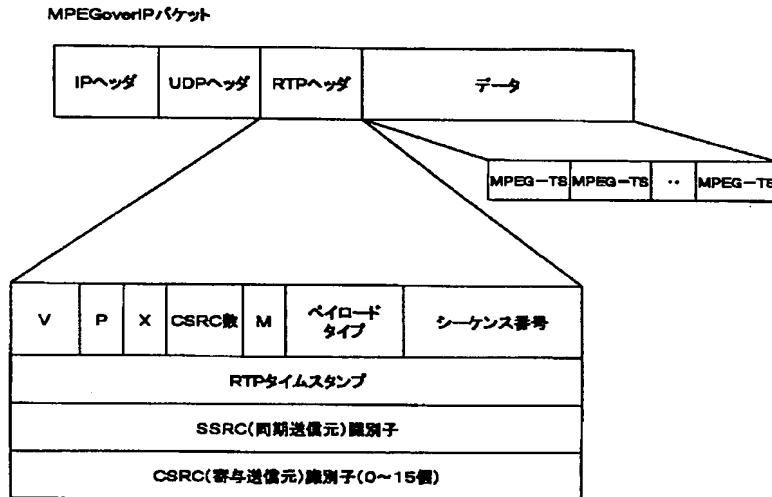 MPEGoverIPパケット
IPヘッダ UDPヘッダ RTPヘッダ データ
MPEG-TS MPEG-TS ‥ MPEG-TS
V P X CSRC数 M ペイロード
タイプ シーケンス番号
RTPタイムスタンプ
SSRC(同期送信元)識別子
CSRC(寄与送信元)識別子(0〜15個)